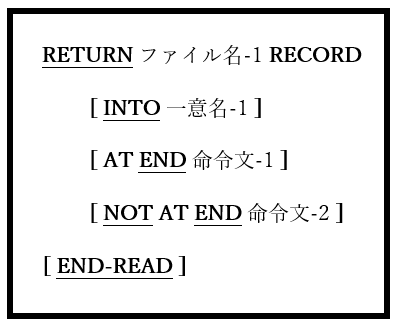 RETURN ファイル名-1 RECORD
[ INTO 一意名-1 ]
[ AT END 命令文-1 ]
[ NOT AT END 命令文-2 ]
[ END-READ ]